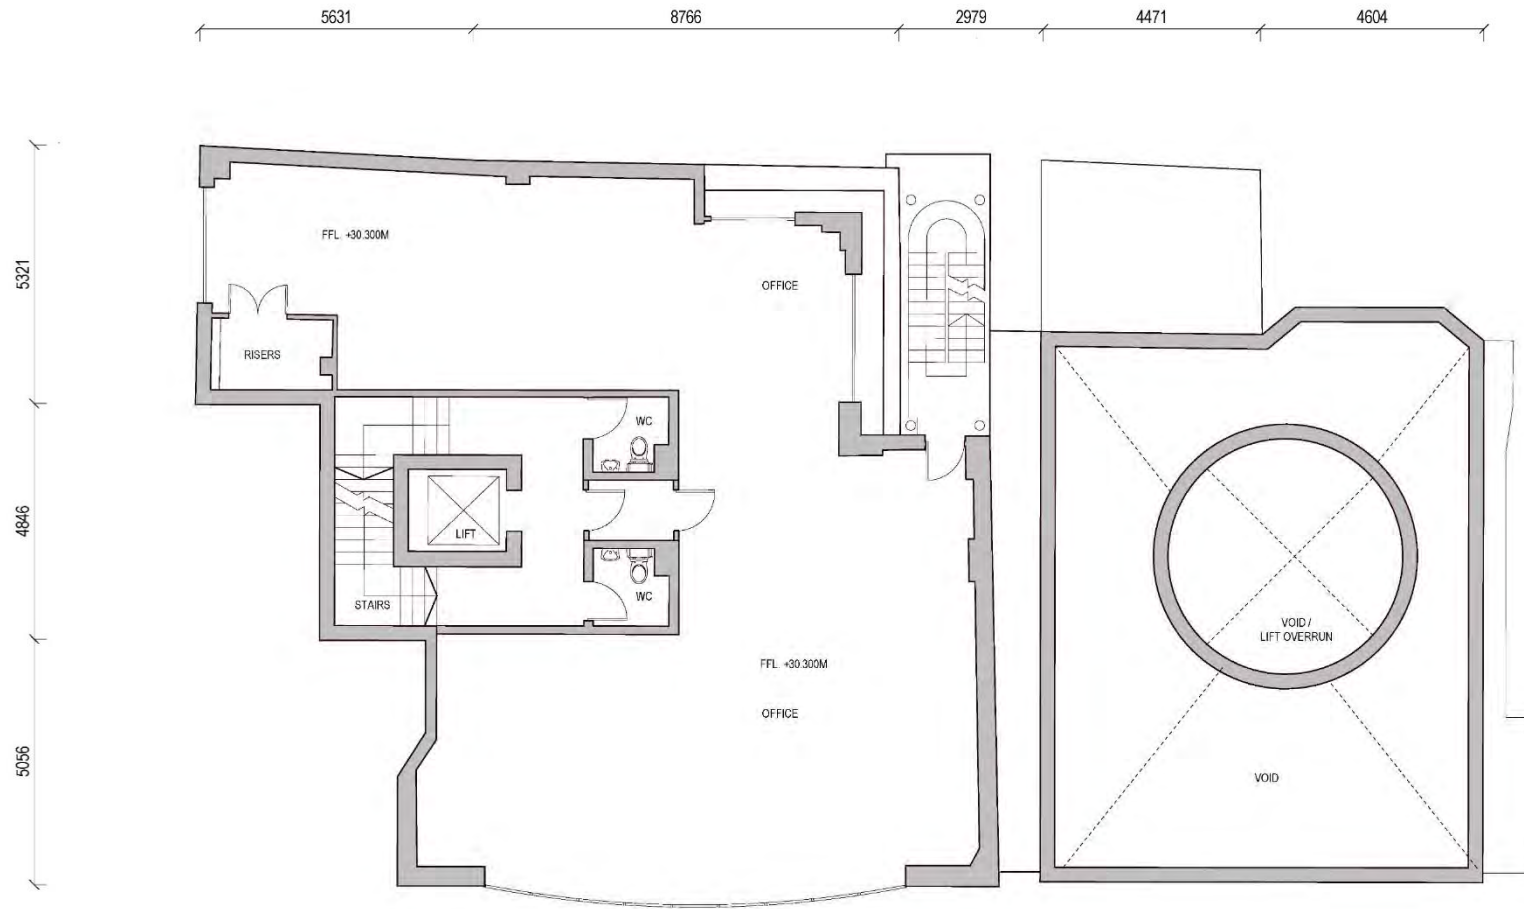 5631
8766
2979
4471
4604
5321
4846
5056
FFL +30.300M
OFFICE
RISERS
WC
LIFT
WC
STAIRS
VOID /
LIFT OVERRUN
FFL +30.300M
OFFICE
VOID